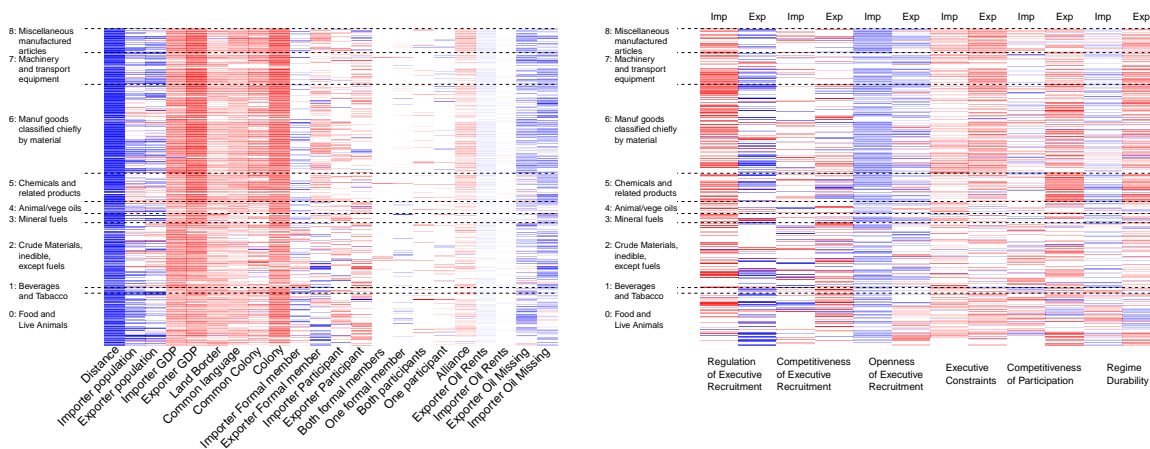 8: Miscellaneous
manufactured
articles
7: Machinery
and transport
equipment
6: Manuf goods
classified chiefly
by material
5: Chemicals and
related products
4: Animal/vege oils
3: Mineral fuels
2: Crude Materials,
inedible,
except fuels
1: Beverages
and Tabacco
0: Food and
Live Animals
Distance
Importer population
Exporter population
Importer GDP
Exporter GDP
Land Border
Common language
Common Colony
Colony
Importer Formal member
Exporter Formal member
Importer Participant
Exporter Participant
Both formal members
One formal member
Both participants
One participant
Alliance
Exporter Oil Rents
Importer Oil Rents
Exporter Oil Missing
Importer Oil Missing
Imp Exp Imp Exp Imp Exp Imp Exp Imp Exp Imp Exp
8: Miscellaneous
manufactured
articles
7: Machinery
and transport
equipment
6: Manuf goods
classified chiefly
by material
5: Chemicals and
related products
4: Animal/vege oils
3: Mineral fuels
2: Crude Materials,
inedible,
except fuels
1: Beverages
and Tabacco
0: Food and
Live Animals
Regulation
of Executive
Recruitment
Competitiveness
of Executive
Recruitment
Openness
of Executive
Recruitment
Executive
Constraints
Competitiveness
of Participation
Regime
Durability